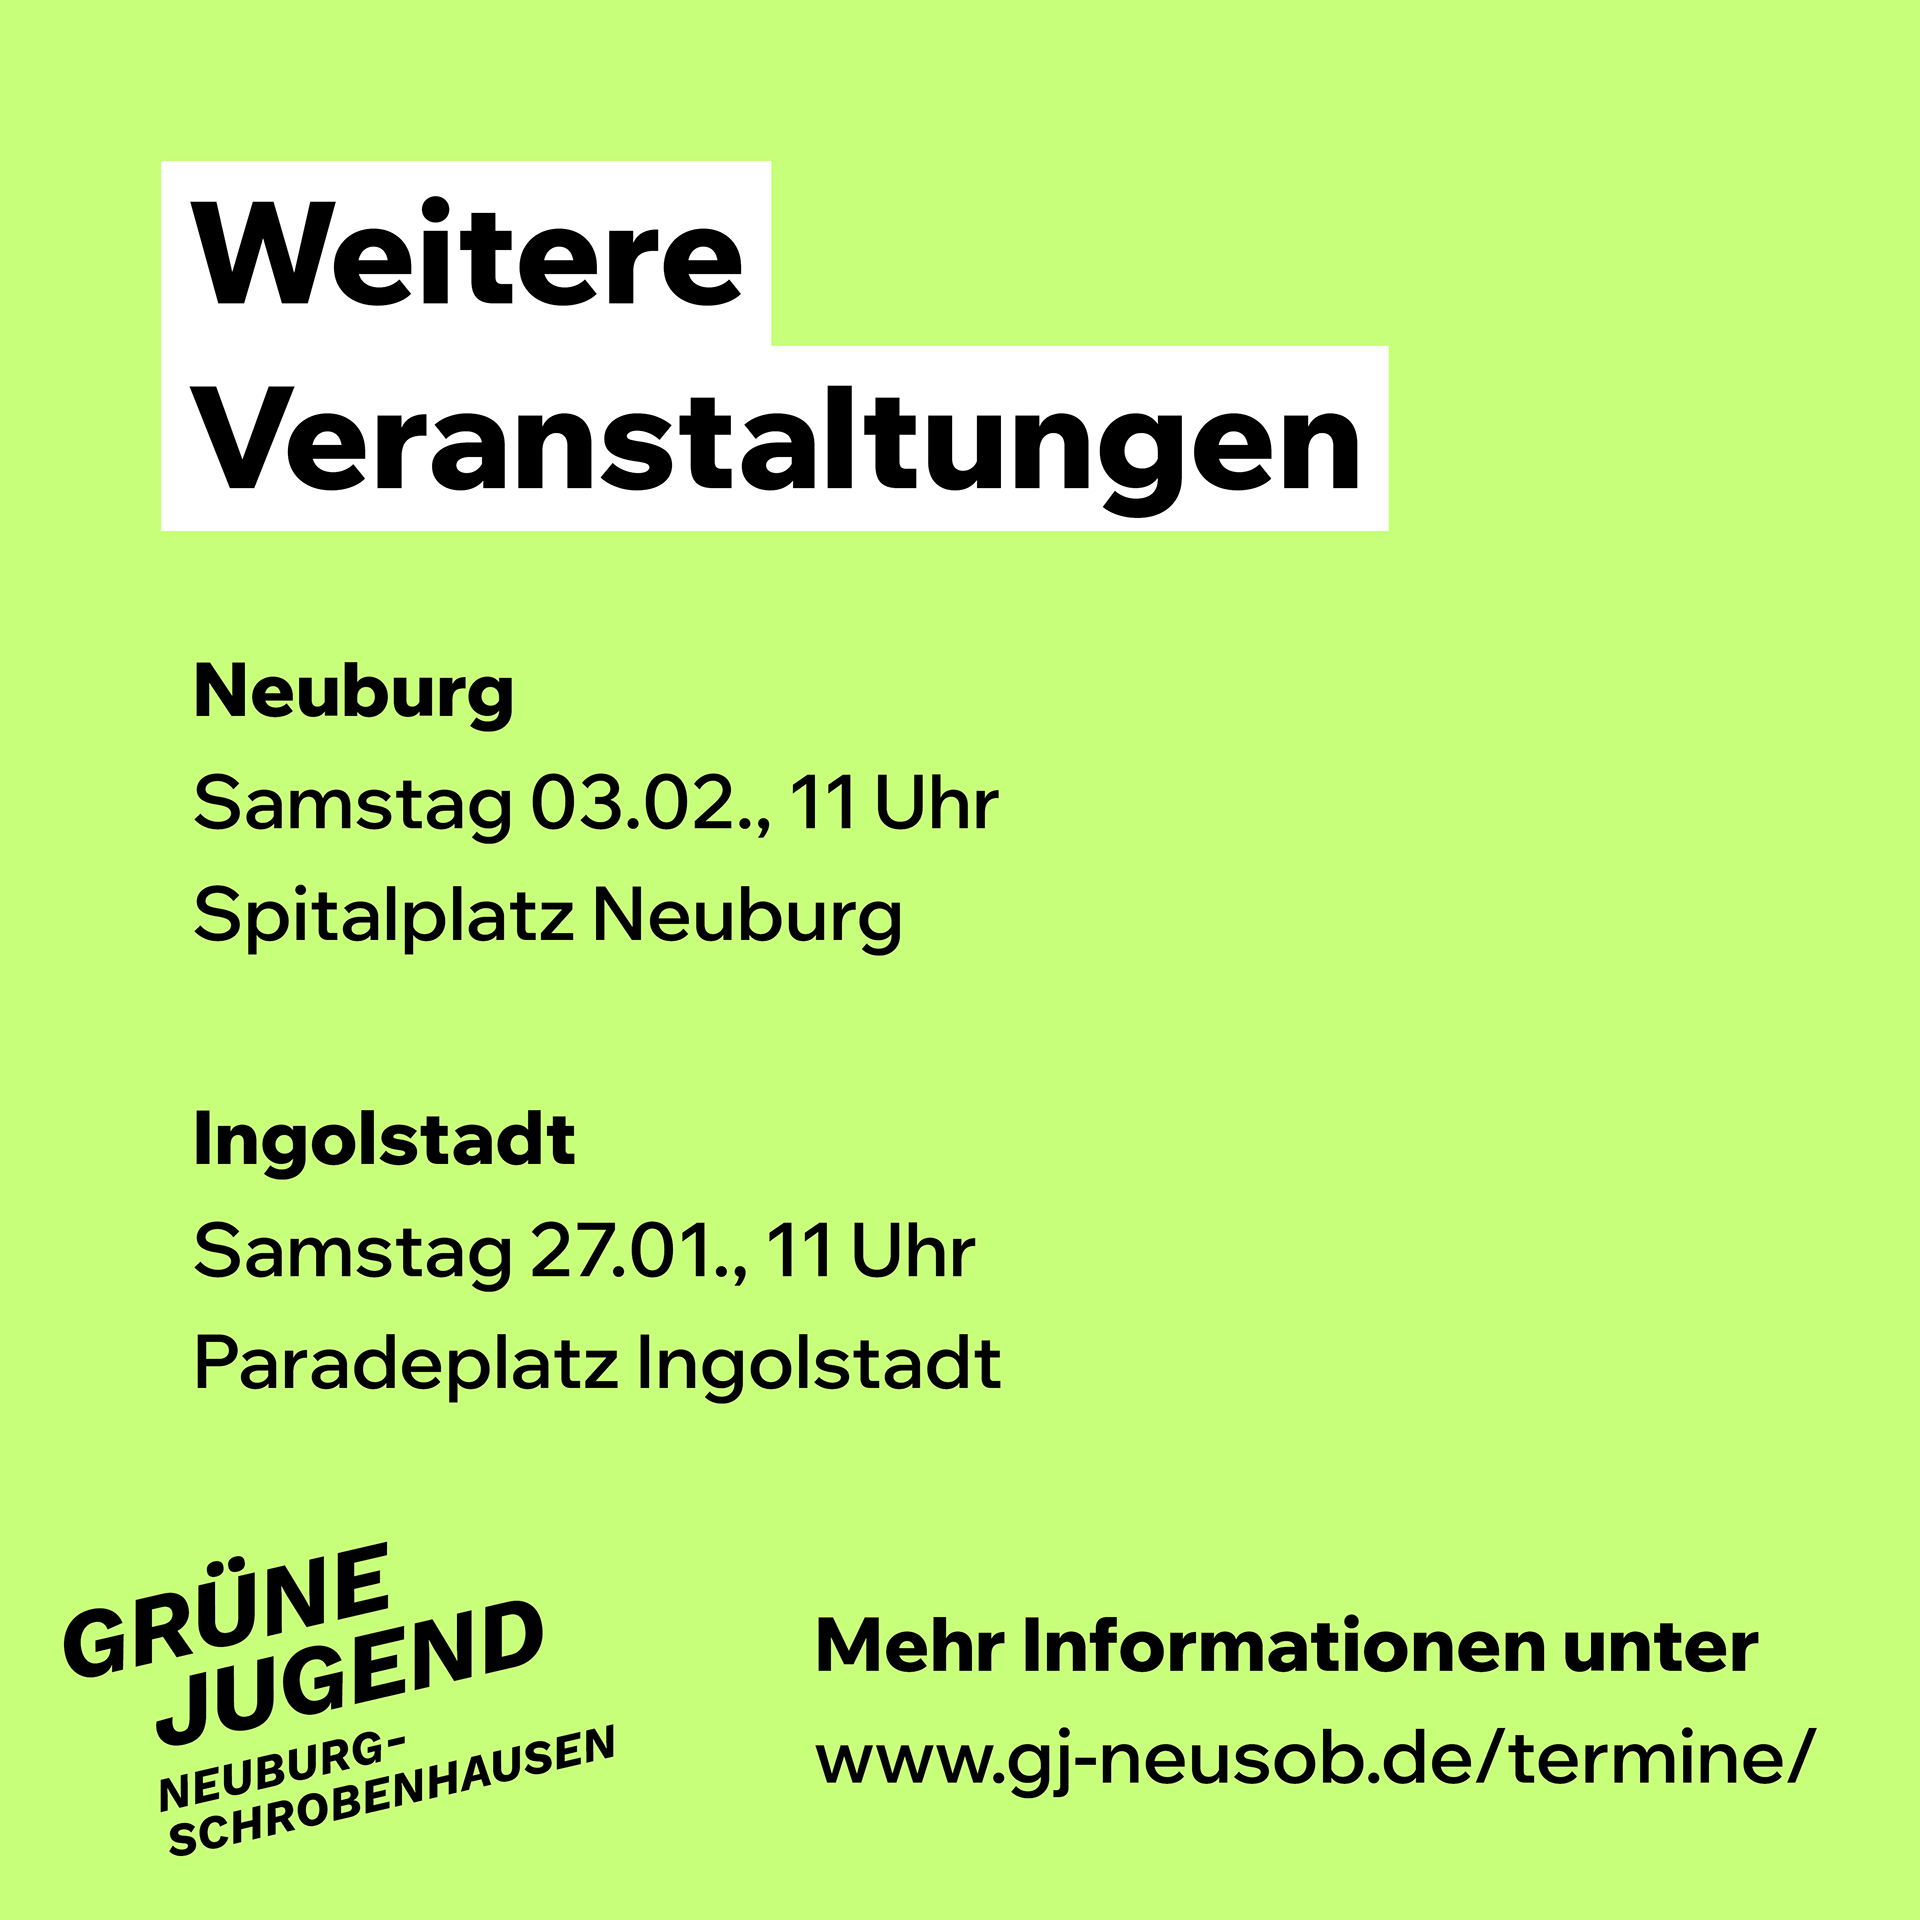 Weitere
Veranstaltungen
Neuburg
Samstag 03.02., 11 Uhr
Spitalplatz Neuburg
Ingolstadt
Samstag 27.01., 11 Uhr
Paradeplatz Ingolstadt
GRÜNE
JUGEND
NEUBURG-
SCHROBENHAUSEN
Mehr Informationen unter
www.gj-neusob.de/termine/